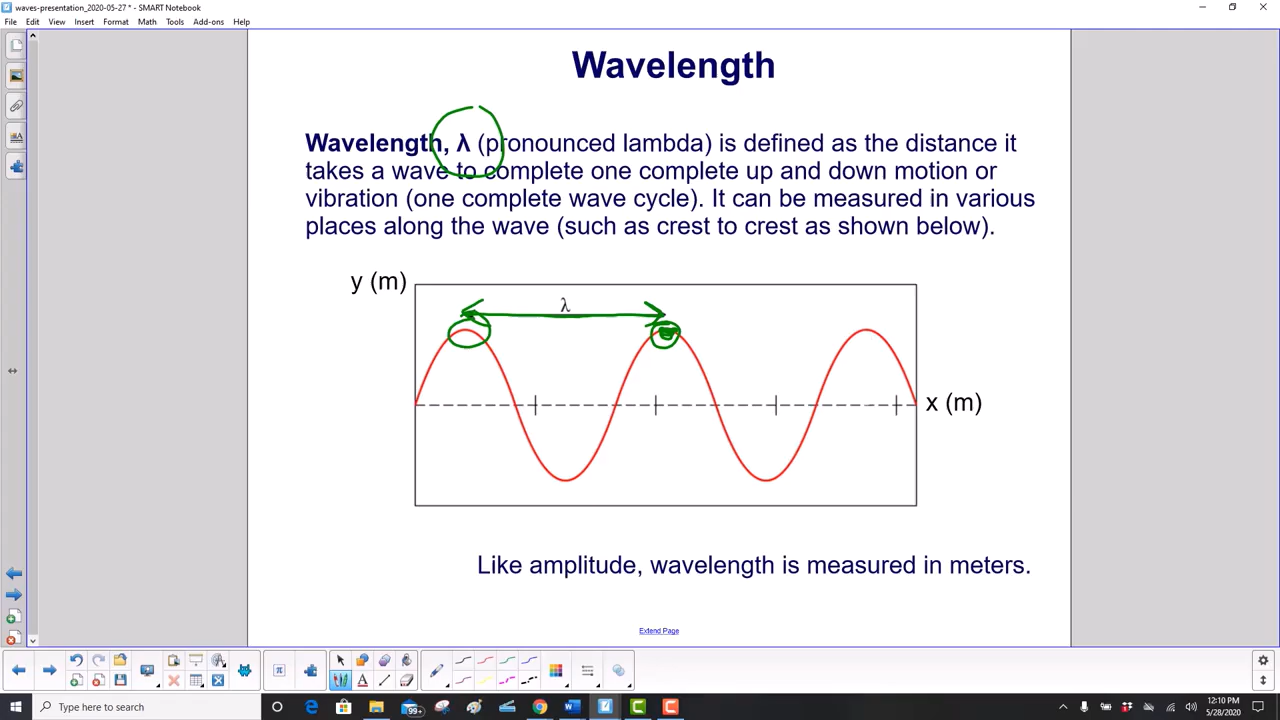 waves-presentation_2020-05-27 * - SMART Notebook
File Edit View Insert Format Math Tools Add-ons Help
Wavelength
Wavelength, λ (pronounced lambda) is defined as the distance it
takes a wave to complete one complete up and down motion or
vibration (one complete wave cycle). It can be measured in various
places along the wave (such as crest to crest as shown below).
y (m)
λ
x (m)
Like amplitude, wavelength is measured in meters.
Extend Page
π
A
Type here to search
99+
12:10 PM
5/28/2020